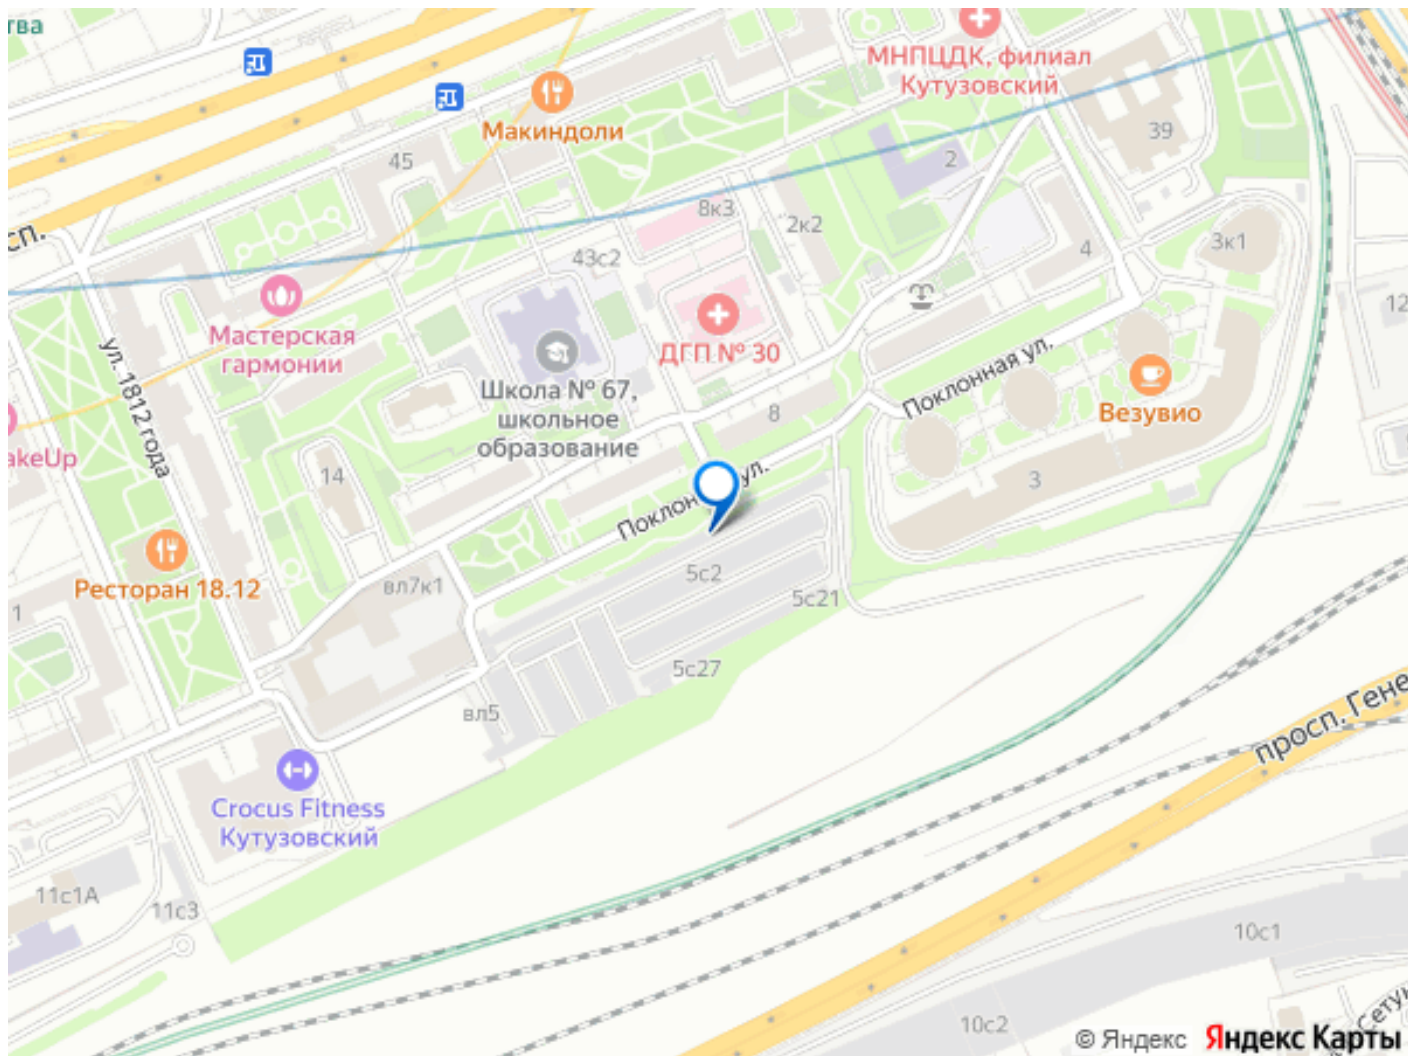 тва
МНПЦДК, филиал
Кутузовский
Макиндоли
39
45
2
8к3
2к2
сп.
3к1
4
43с2
12
Мастерская
гармонии
ДГП № 30
ул. 1812 года
Поклонная ул.
Школа № 67,
школьное
образование
8
Везувио
akeUp
14
3
Поклон
ул.
Ресторан 18.12
вл7к1
5с2
5с21
1
5с27
вл5
просп. Гене
Crocus Fitness
Кутузовский
11с1А
11с3
10с1
10с2
Сетун
© Яндекс Яндекс Карты